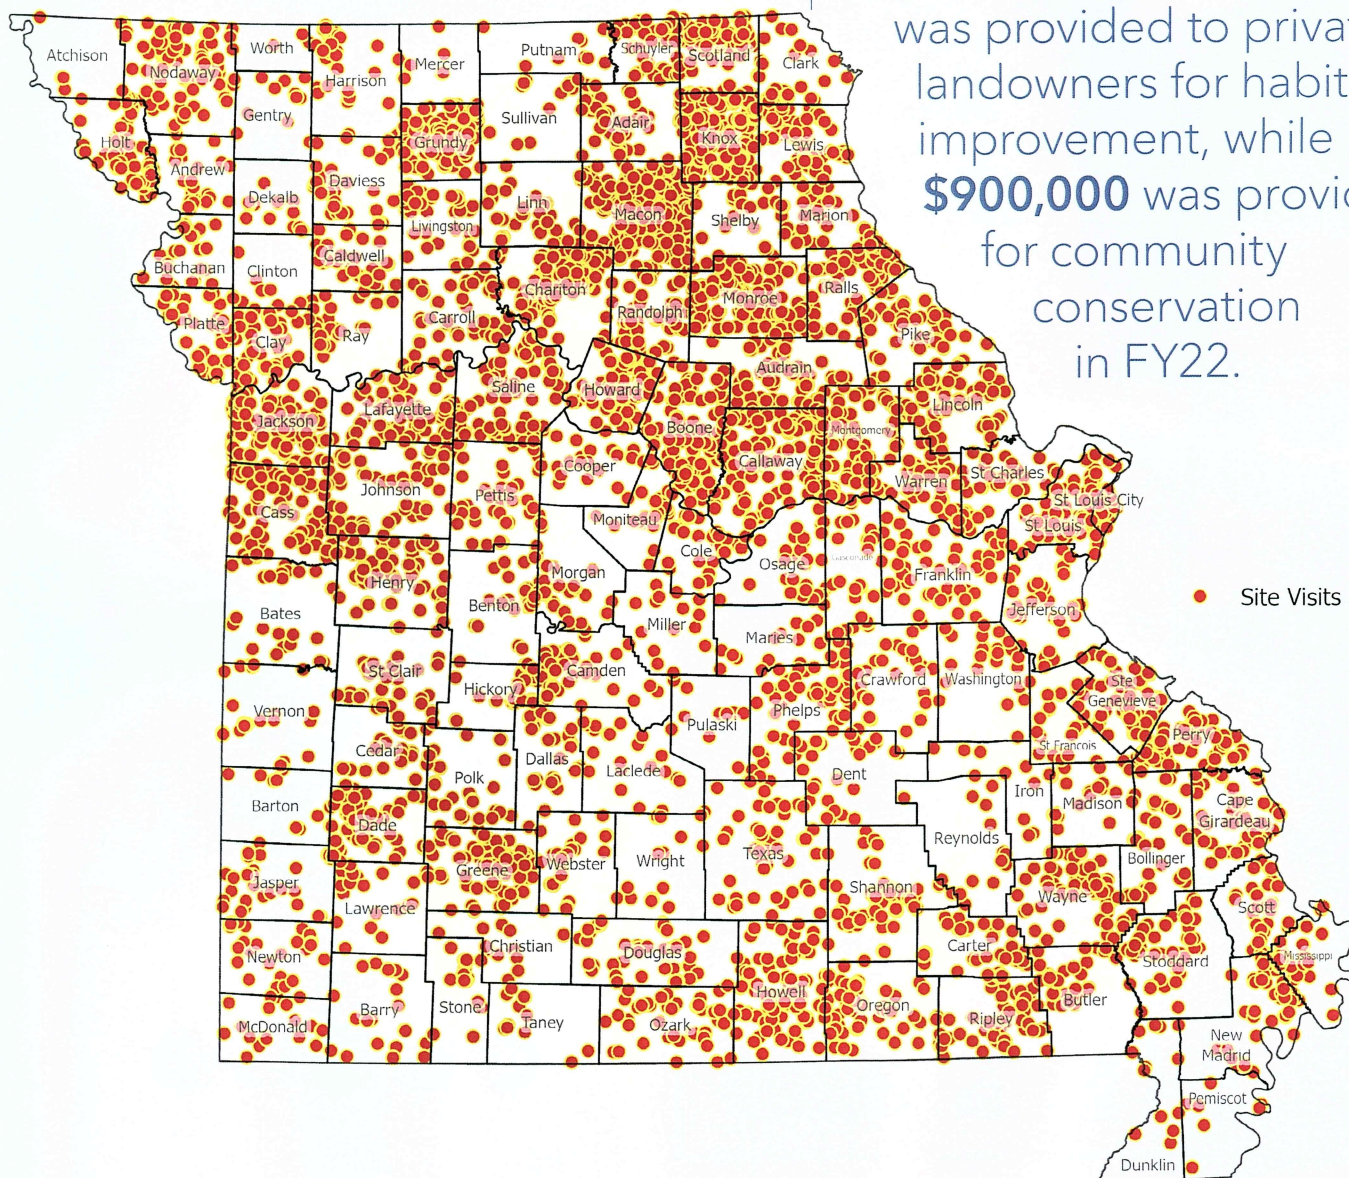 was provided to
landowners for
improvement, while
$900,000 was
for community
conservation
in FY22.
Site Visits
Atchison
Nodaway
Worth
Harrison
Mercer
Putnam
Schuyler
Scotland
Clark
Holt
Andrew
Gentry
Dekalb
Daviess
Grundy
Sullivan
Adair
Knox
Lewis
Buchanan
Clinton
Caldwell
Livingston
Linn
Macon
Shelby
Marion
Platte
Clay
Ray
Carroll
Chariton
Randolph
Monroe
Ralls
Pike
Jackson
Lafayette
Saline
Howard
Boone
Audrain
Callaway
Montgomery
Lincoln
Warren
St Charles
St Louis City
St Louis
Cass
Johnson
Pettis
Cooper
Moniteau
Cole
Osage
Gasconade
Franklin
Jefferson
Bates
Henry
Benton
Morgan
Miller
Maries
Vernon
St Clair
Hickory
Camden
Pulaski
Phelps
Crawford
Washington
St Francois
Ste
Genevieve
Perry
Barton
Cedar
Polk
Dallas
Laclede
Dent
Iron
Madison
Cape
Girardeau
Jasper
Dade
Greene
Webster
Wright
Texas
Shannon
Reynolds
Wayne
Bollinger
Scott
Newton
Lawrence
Christian
Douglas
Howell
Carter
Stoddard
Mississippi
McDonald
Barry
Stone
Taney
Ozark
Oregon
Ripley
Butler
New
Madrid
Pemiscot
Dunklin